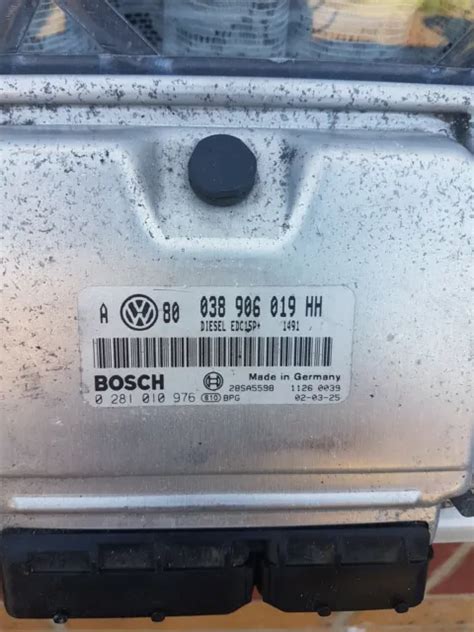 A VW 80 038 906 019 HH
DIESEL EDC15P+ 1491
BOSCH Made in Germany
28SA5598 1126 0039
0 281 010 976 BPG 02-03-25